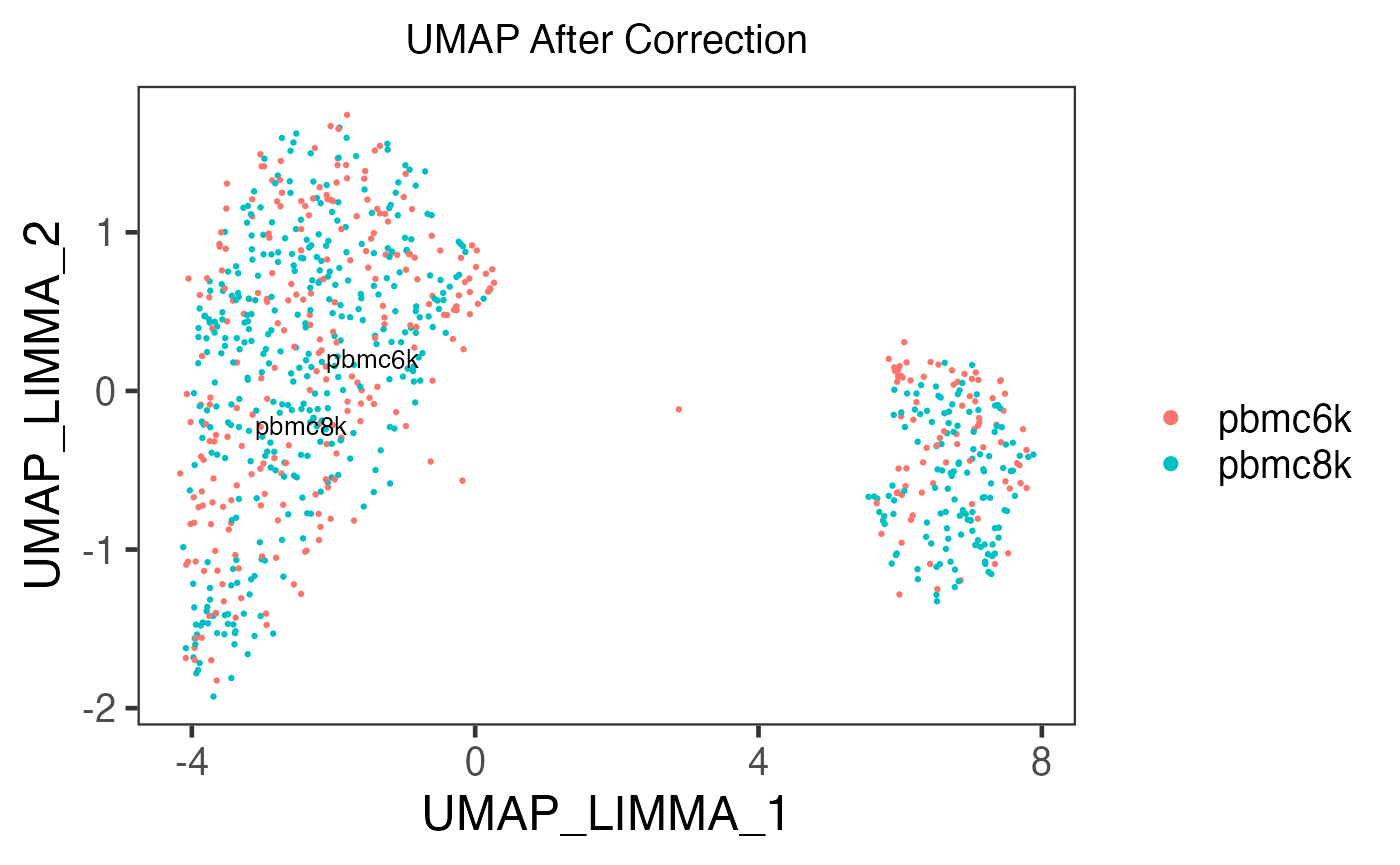 UMAP After Correction
UMAP_LIMMA_2
1
0
-1
-2
pbmc6k
pbmc8k
pbmc6k
pbmc8k
-4 0 4 8
UMAP_LIMMA_1